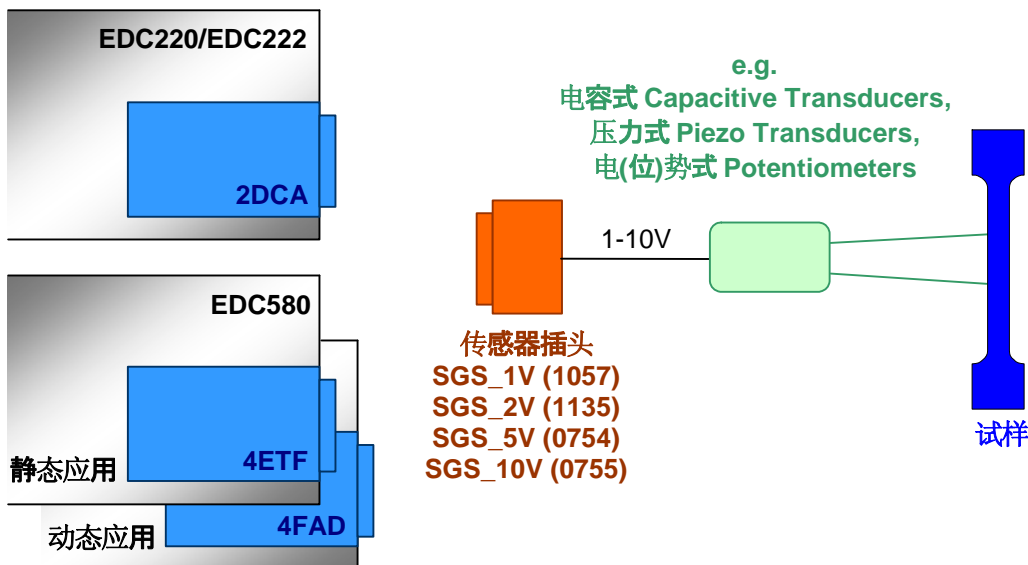 EDC220/EDC222
2DCA
EDC580
4ETF
静态应用
4FAD
动态应用
传感器插头
SGS_1V (1057)
SGS_2V (1135)
SGS_5V (0754)
SGS_10V (0755)
1-10V
e.g.
电容式 Capacitive Transducers,
压力式 Piezo Transducers,
电(位)势式 Potentiometers
试样